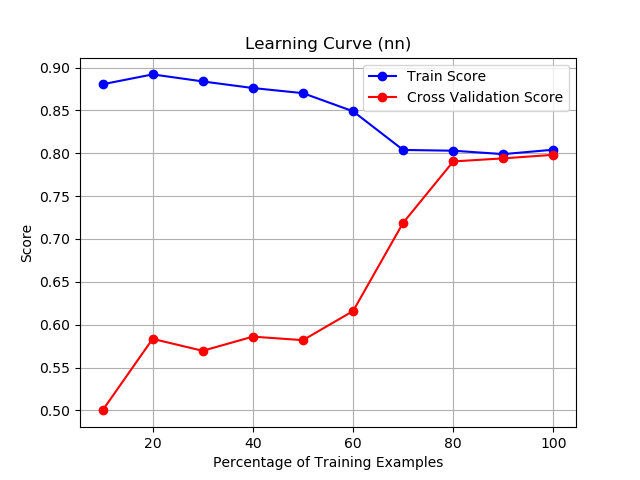 Learning Curve (nn)
Train Score
Cross Validation Score
0.90
0.85
0.80
0.75
0.70
0.65
0.60
0.55
0.50
Score
20
40
60
80
100
Percentage of Training Examples